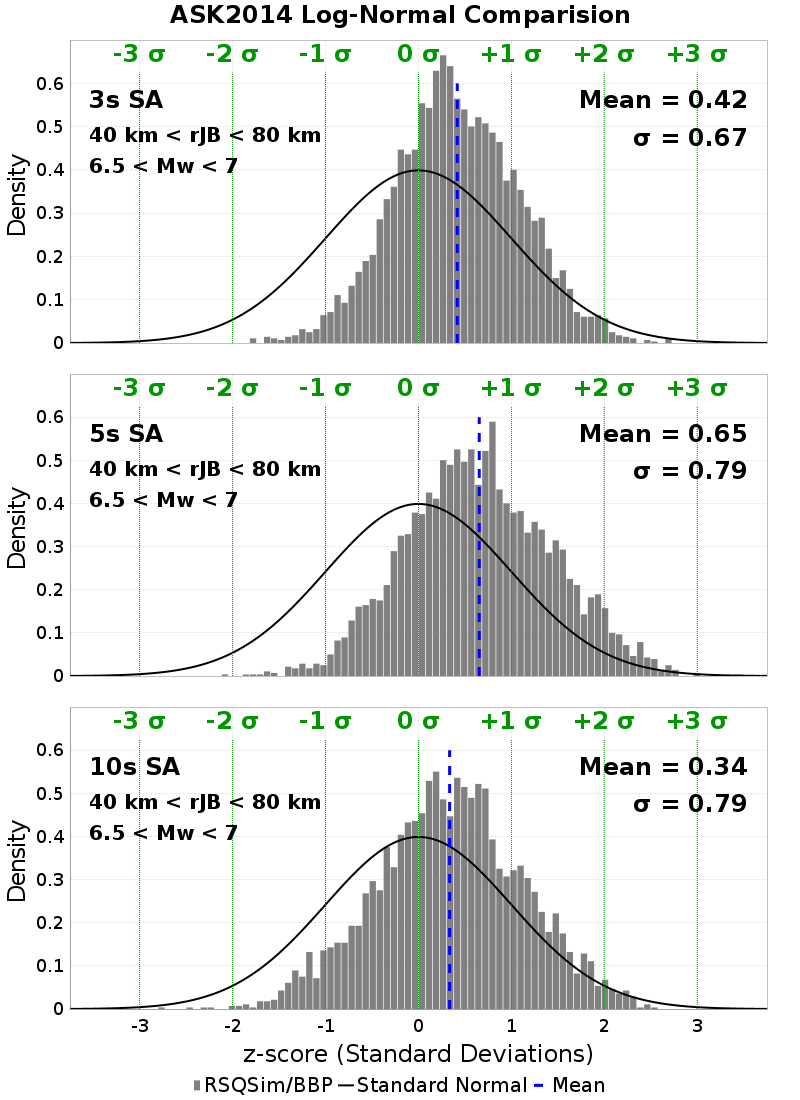 ASK2014 Log-Normal Comparision
-3 σ -2 σ -1 σ 0 σ +1 σ +2 σ +3 σ
3s SA
Mean = 0.42
40 km < rJB < 80 km
σ = 0.67
6.5 < Mw < 7
Density
0.6
0.5
0.4
0.3
0.2
0.1
0
-3 σ -2 σ -1 σ 0 σ +1 σ +2 σ +3 σ
5s SA
Mean = 0.65
40 km < rJB < 80 km
σ = 0.79
6.5 < Mw < 7
Density
0.6
0.5
0.4
0.3
0.2
0.1
0
-3 σ -2 σ -1 σ 0 σ +1 σ +2 σ +3 σ
10s SA
Mean = 0.34
40 km < rJB < 80 km
σ = 0.79
6.5 < Mw < 7
Density
0.6
0.5
0.4
0.3
0.2
0.1
0
-3 -2 -1 0 1 2 3
z-score (Standard Deviations)
RSQSim/BBP Standard Normal Mean